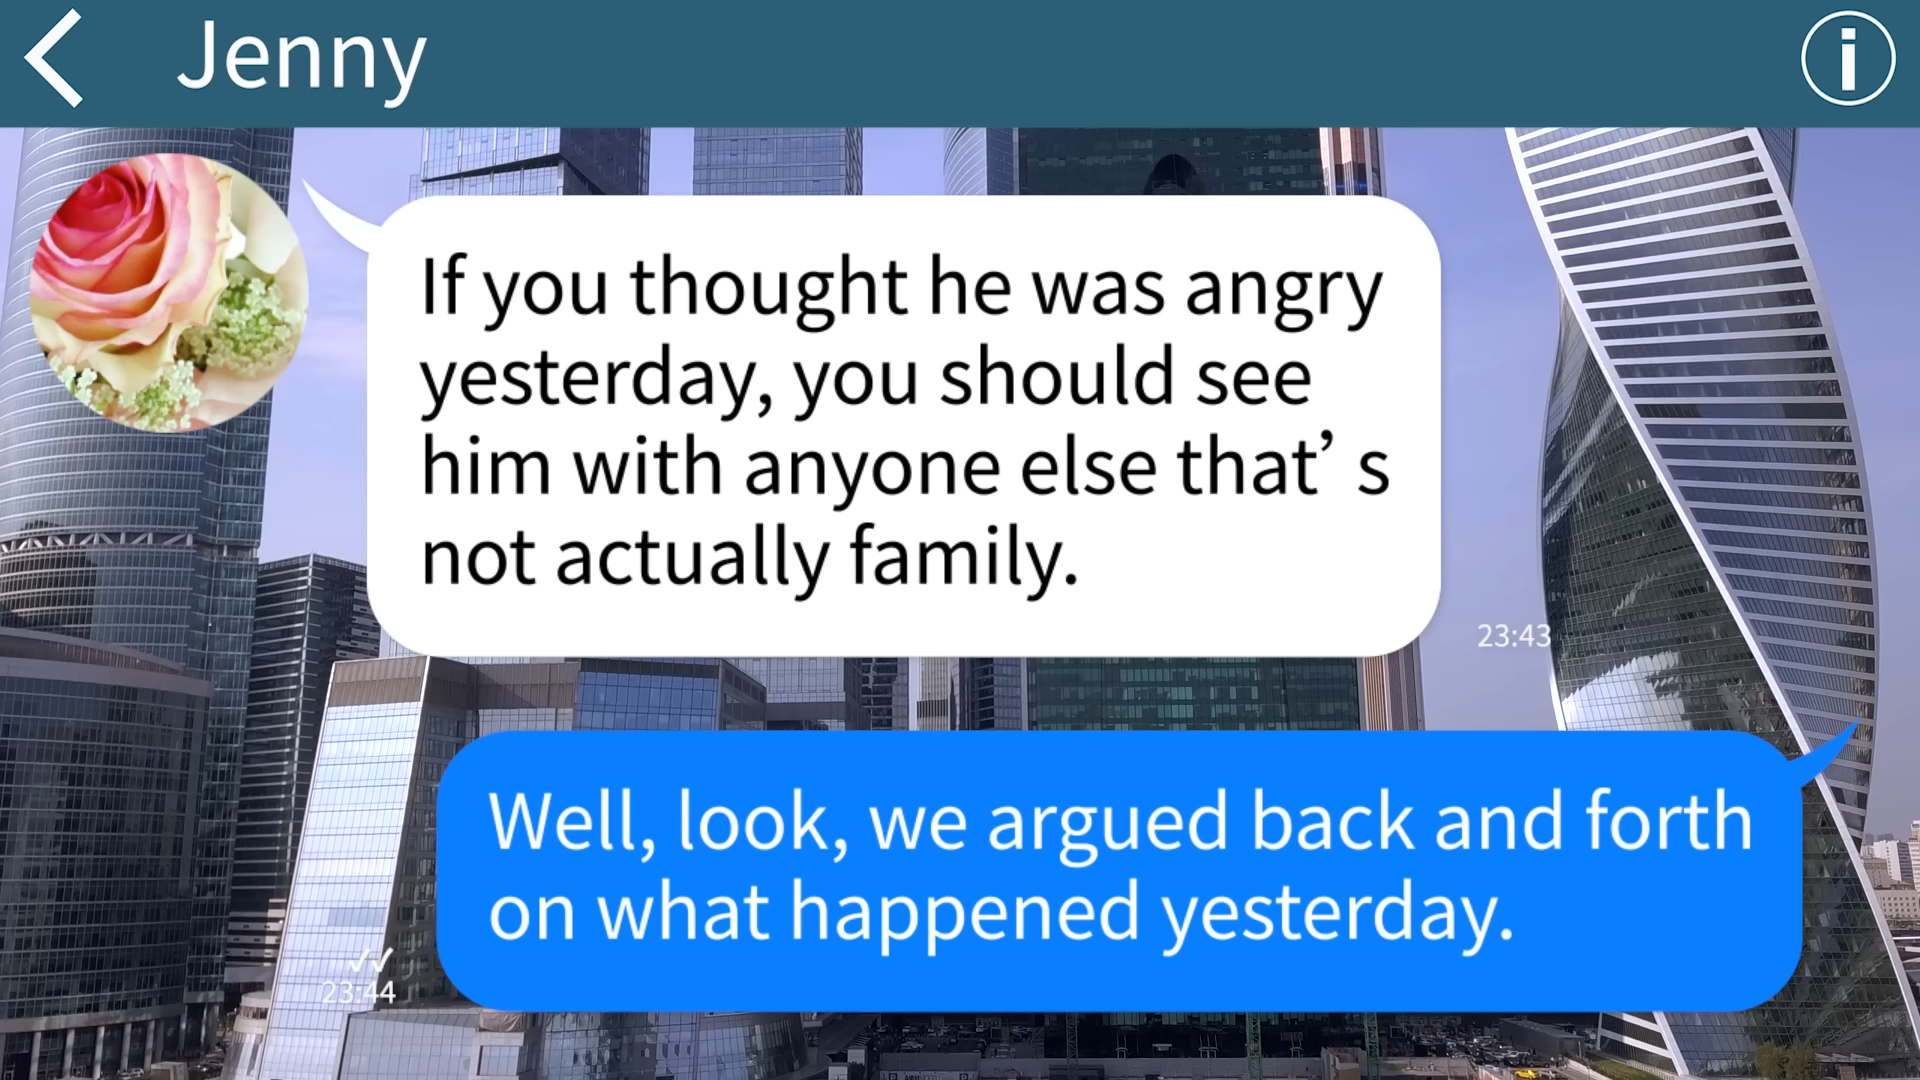 Jenny
If you thought he was angry
yesterday, you should see
him with anyone else that’s
not actually family.
23:43
Well, look, we argued back and forth
on what happened yesterday.
23:44